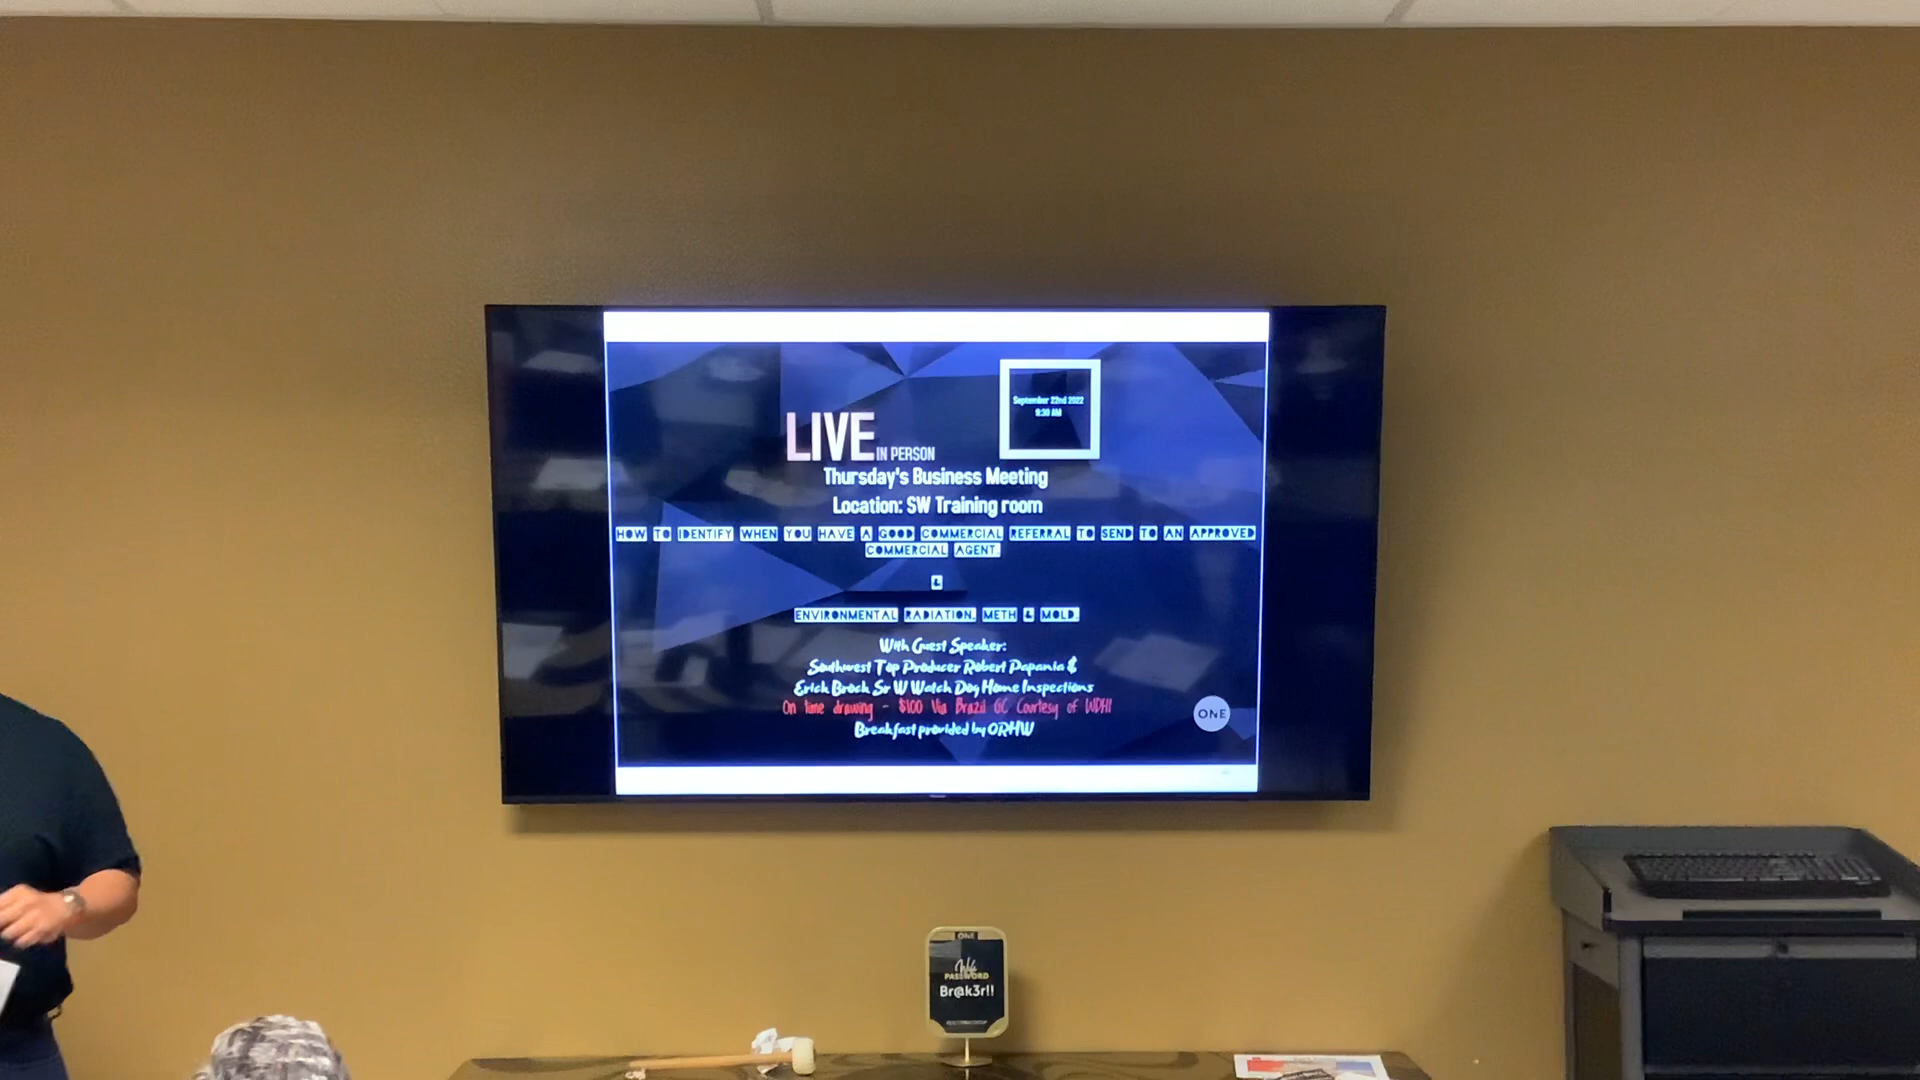 September 22nd 2022
9:30 AM
LIVE IN PERSON
Thursday's Business Meeting
Location: SW Training room
HOW TO IDENTIFY WHEN YOU HAVE A GOOD COMMERCIAL REFERRAL TO SEND TO AN APPROVED
COMMERCIAL AGENT.
&
ENVIRONMENTAL RADIATION, METH & MOLD.
With Guest Speaker:
Southwest Top Producer Robert Papania &
Erick Brock Sr W Watch Dog Home Inspections
On time drawing - $100 Via Brazil GC Courtesy of WDHI
Breakfast provided by ORHW
ONE
ONE
Wifi
PASSWORD
Br@k3r!!